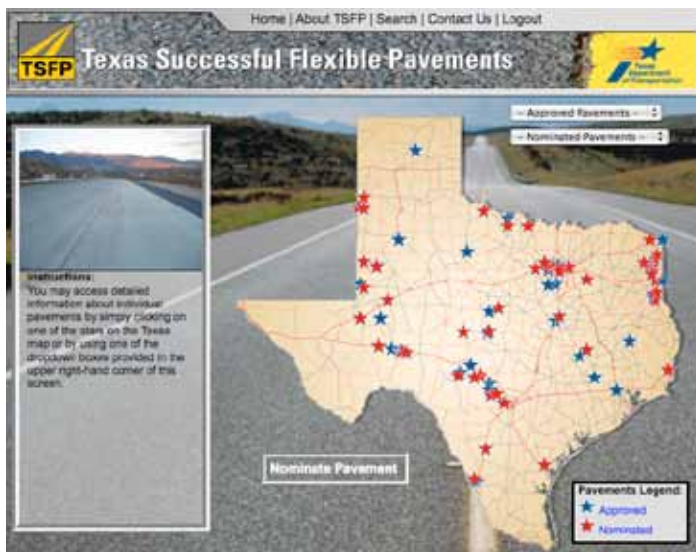 Home | About TSFP | Search | Contact Us | Logout
TSFP
Texas Successful Flexible Pavements
Texas
Department
of Transportation
-- Approved Pavements --
-- Nominated Pavements --
Instructions:
You may access detailed
information about individual
pavements by simply clicking on
one of the stars on the Texas
map or by using one of the
dropdown boxes provided in the
upper right-hand corner of this
screen.
Nominate Pavement
Pavements Legend:
Approved
Nominated